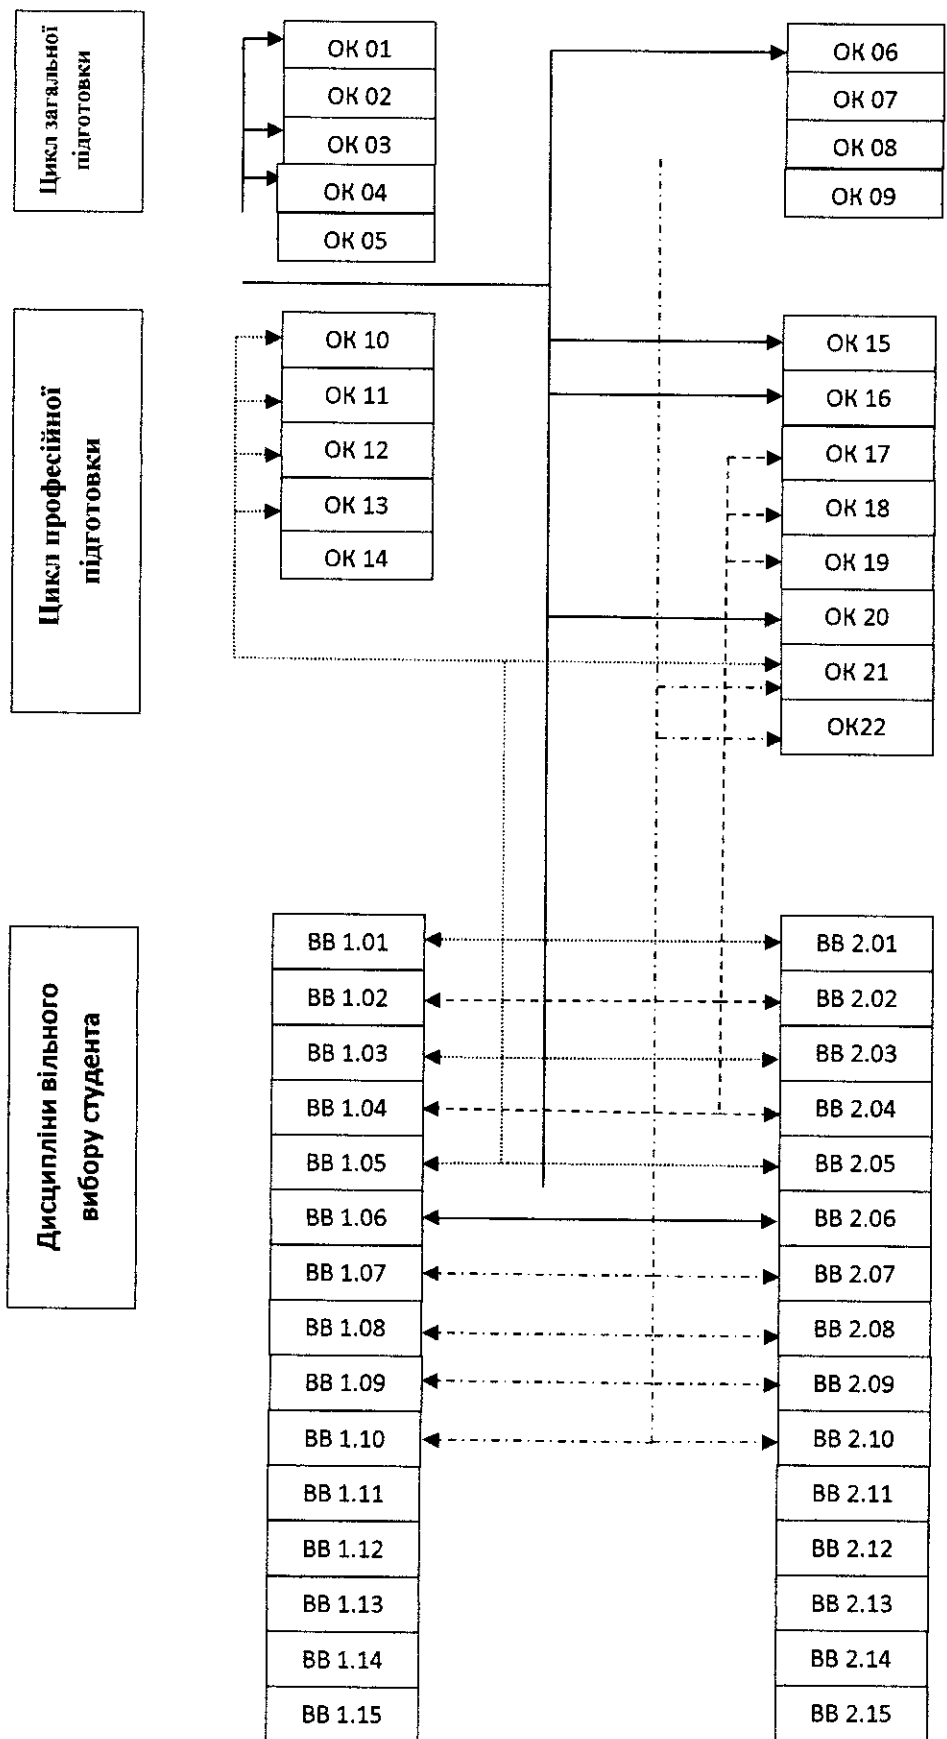 Цикл загальної
підготовки
ОК 01
ОК 02
ОК 03
ОК 04
ОК 05
ОК 06
ОК 07
ОК 08
ОК 09
Цикл професійної
підготовки
ОК 10
ОК 11
ОК 12
ОК 13
ОК 14
ОК 15
ОК 16
ОК 17
ОК 18
ОК 19
ОК 20
ОК 21
ОК22
Дисципліни вільного
вибору студента
ВВ 1.01
ВВ 1.02
ВВ 1.03
ВВ 1.04
ВВ 1.05
ВВ 1.06
ВВ 1.07
ВВ 1.08
ВВ 1.09
ВВ 1.10
ВВ 1.11
ВВ 1.12
ВВ 1.13
ВВ 1.14
ВВ 1.15
ВВ 2.01
ВВ 2.02
ВВ 2.03
ВВ 2.04
ВВ 2.05
ВВ 2.06
ВВ 2.07
ВВ 2.08
ВВ 2.09
ВВ 2.10
ВВ 2.11
ВВ 2.12
ВВ 2.13
ВВ 2.14
ВВ 2.15